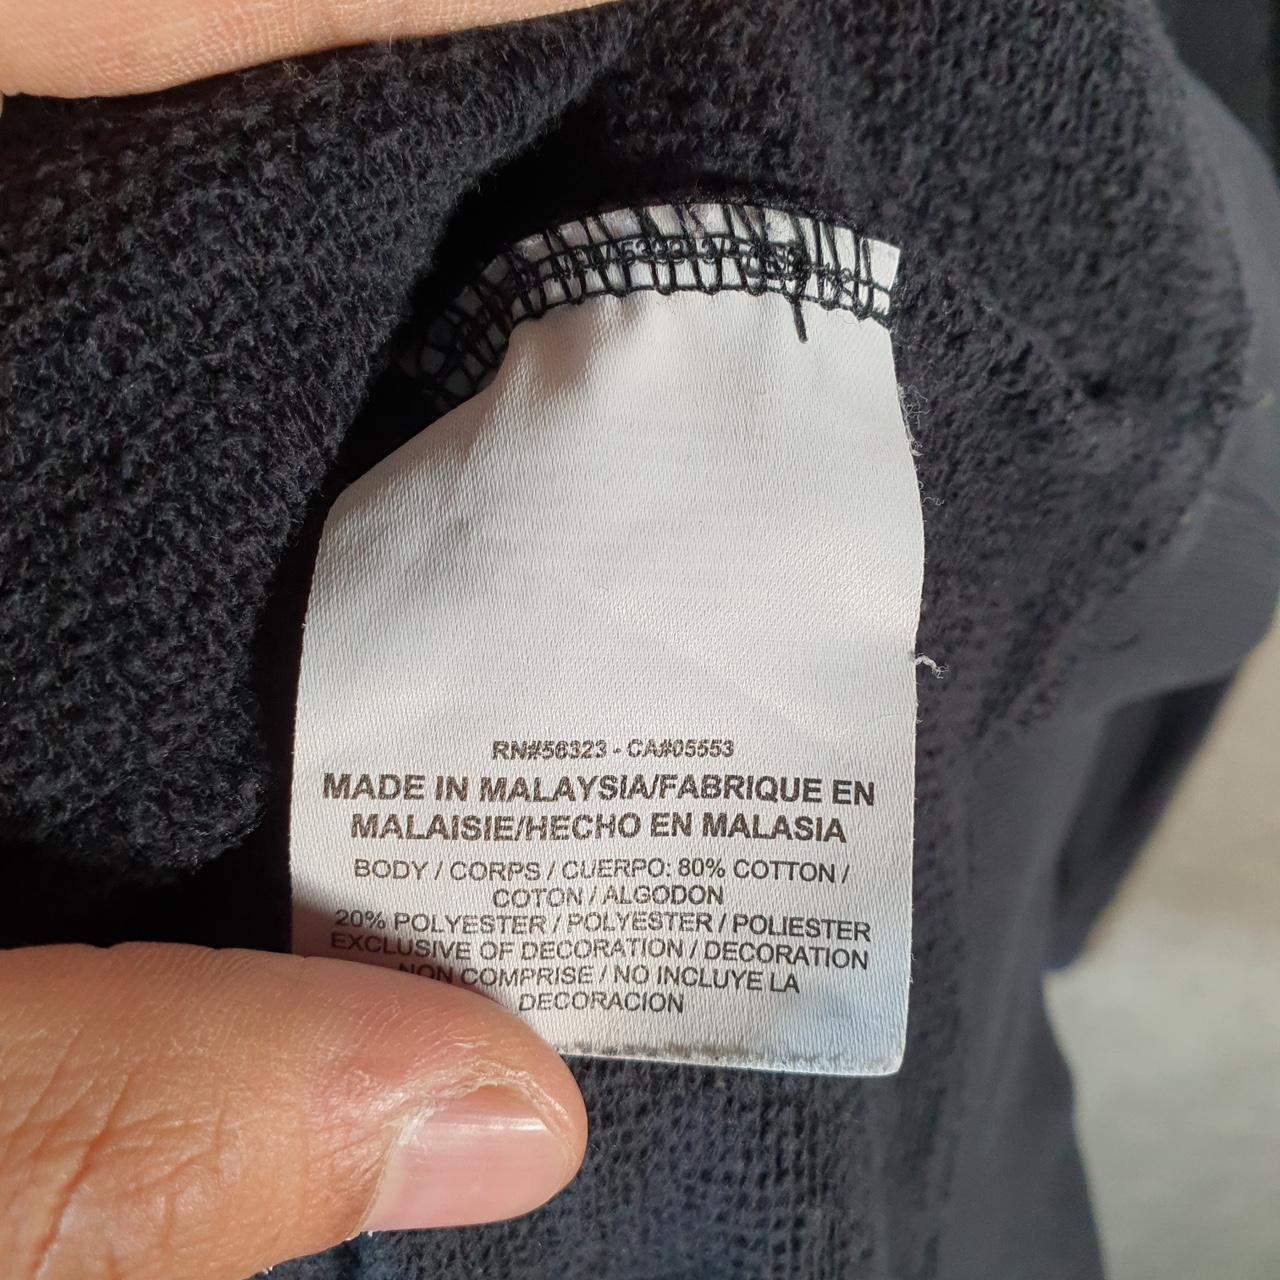 RN#56323 - CA#05553
MADE IN MALAYSIA/FABRIQUE EN
MALAISIE/HECHO EN MALASIA
BODY / CORPS / CUERPO: 80% COTTON /
COTON / ALGODON
20% POLYESTER / POLYESTER / POLIESTER
EXCLUSIVE OF DECORATION / DECORATION
NON COMPRISE / NO INCLUYE LA
DECORACION